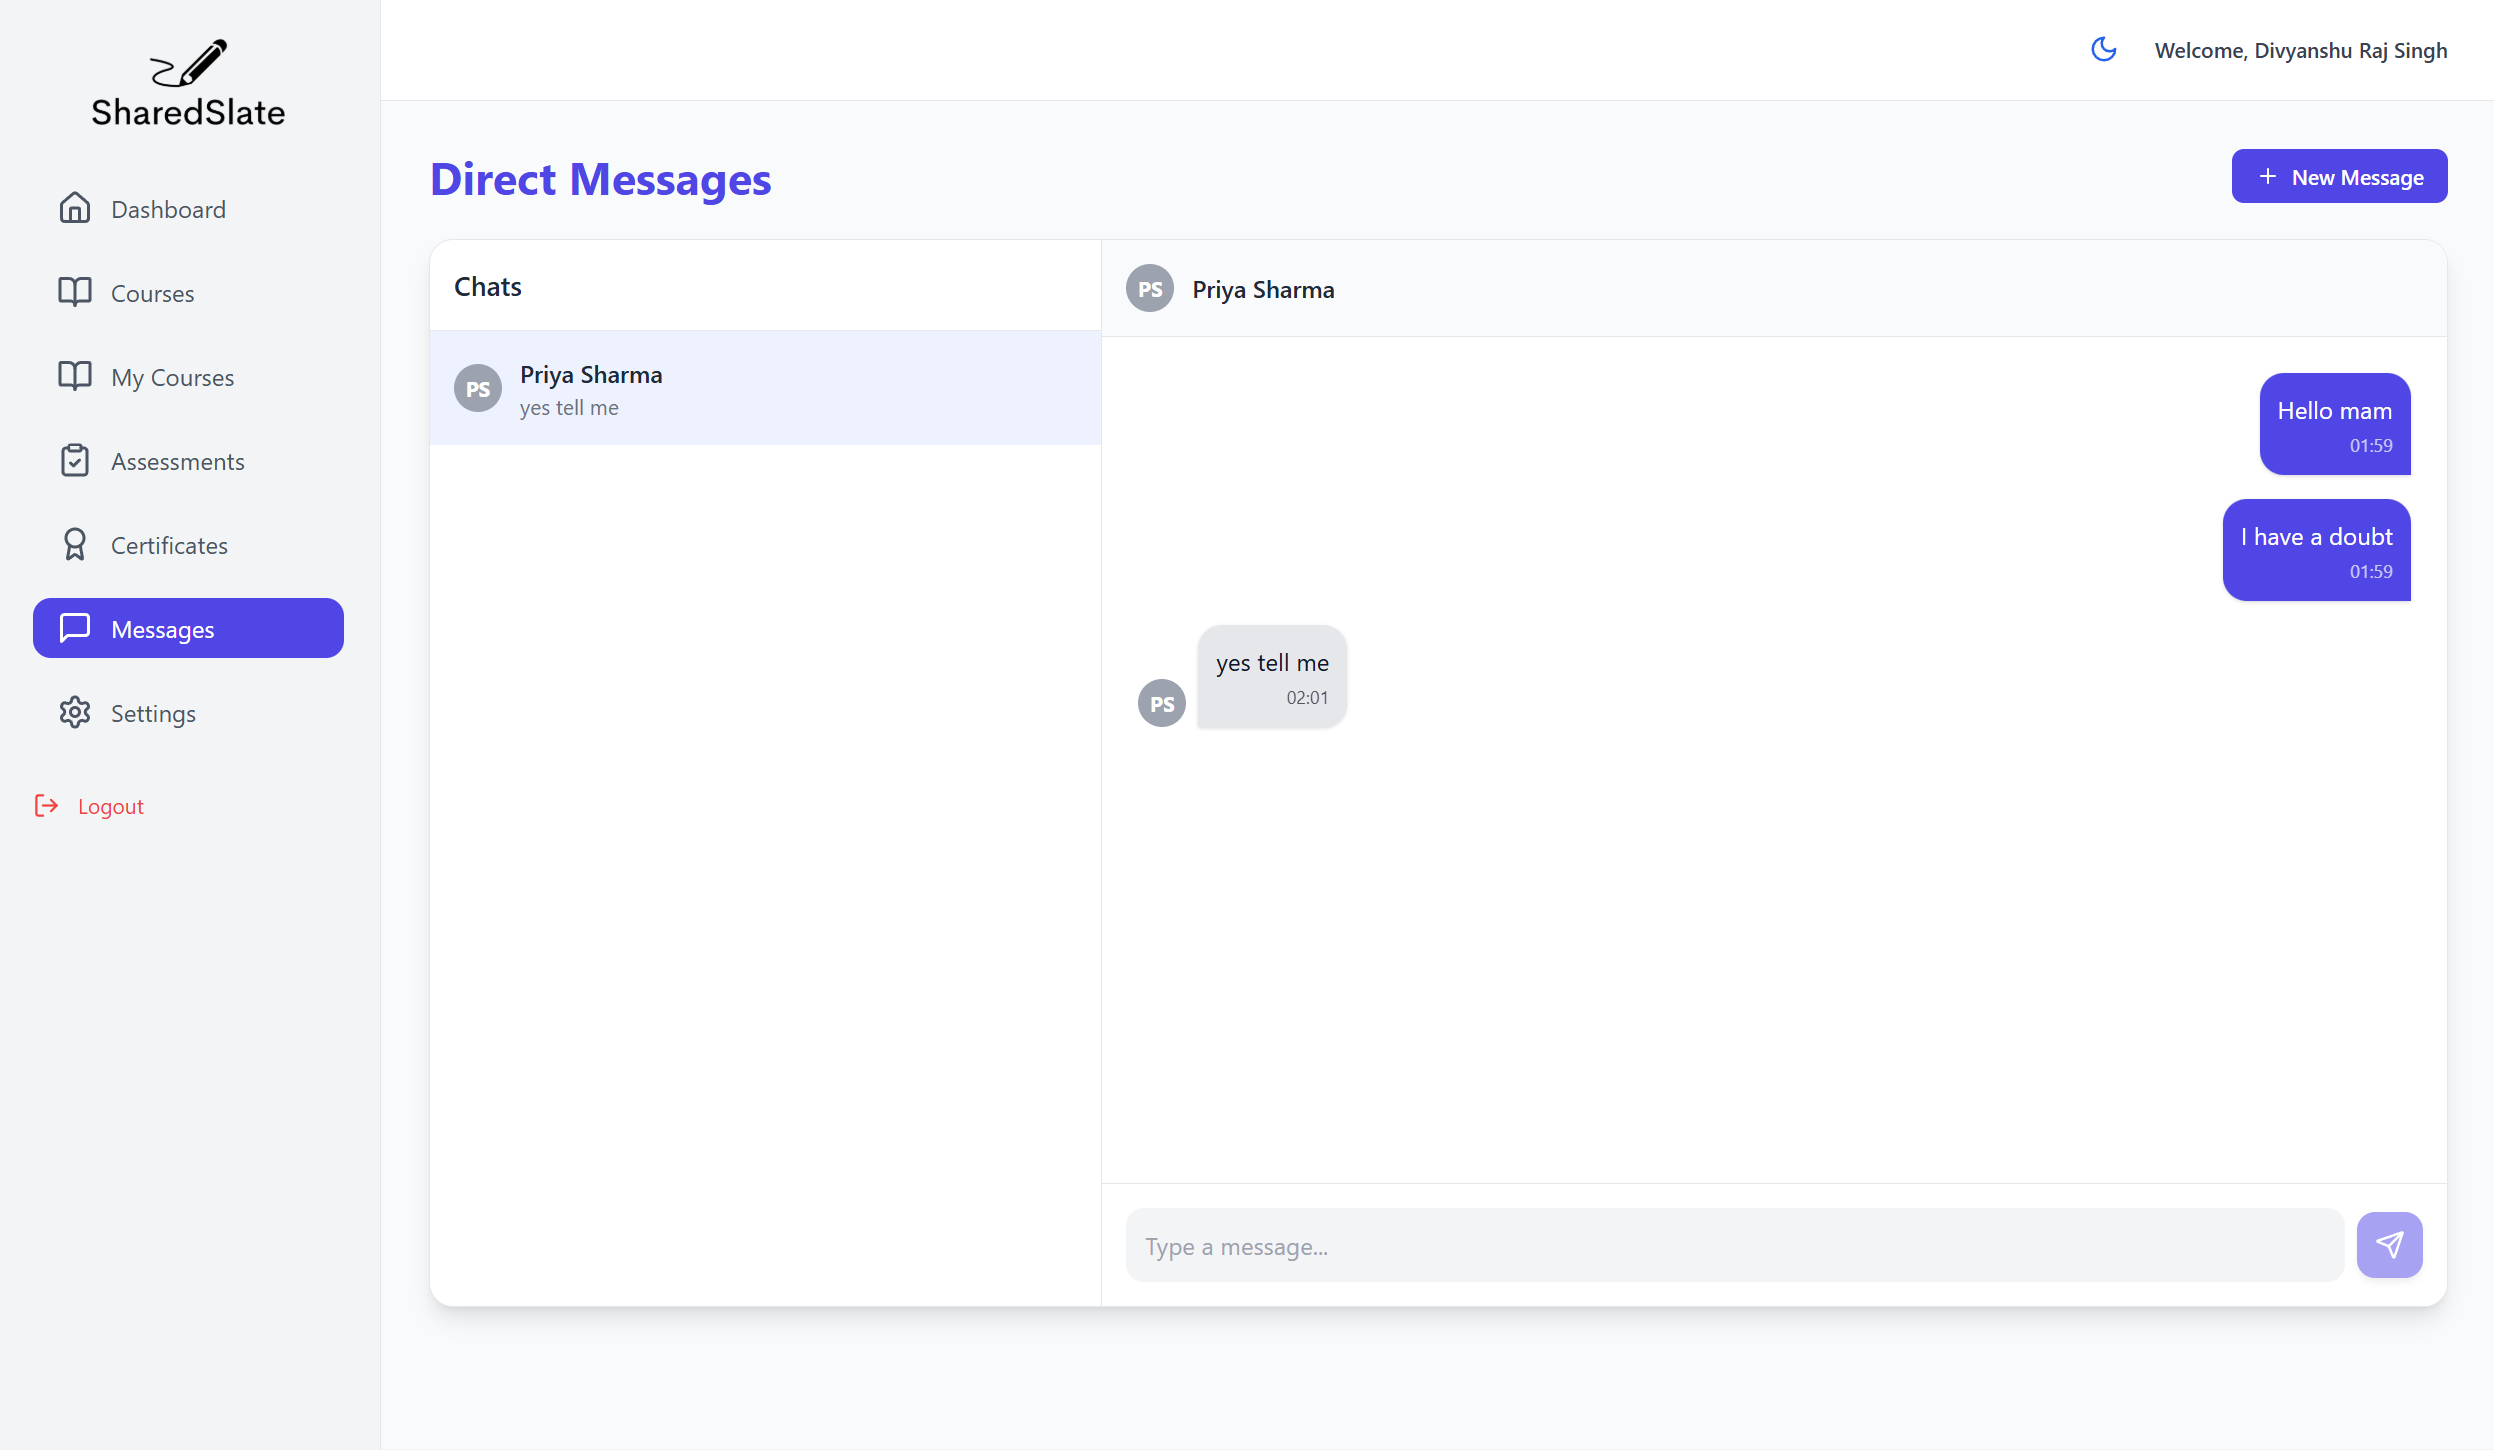 SharedSlate
Dashboard
Courses
My Courses
Assessments
Certificates
Messages
Settings
Logout
Welcome, Divyanshu Raj Singh
Direct Messages
New Message
Chats
PS
Priya Sharma
yes tell me
PS
Priya Sharma
Hello mam
01:59
I have a doubt
01:59
PS
yes tell me
02:01
Type a message...